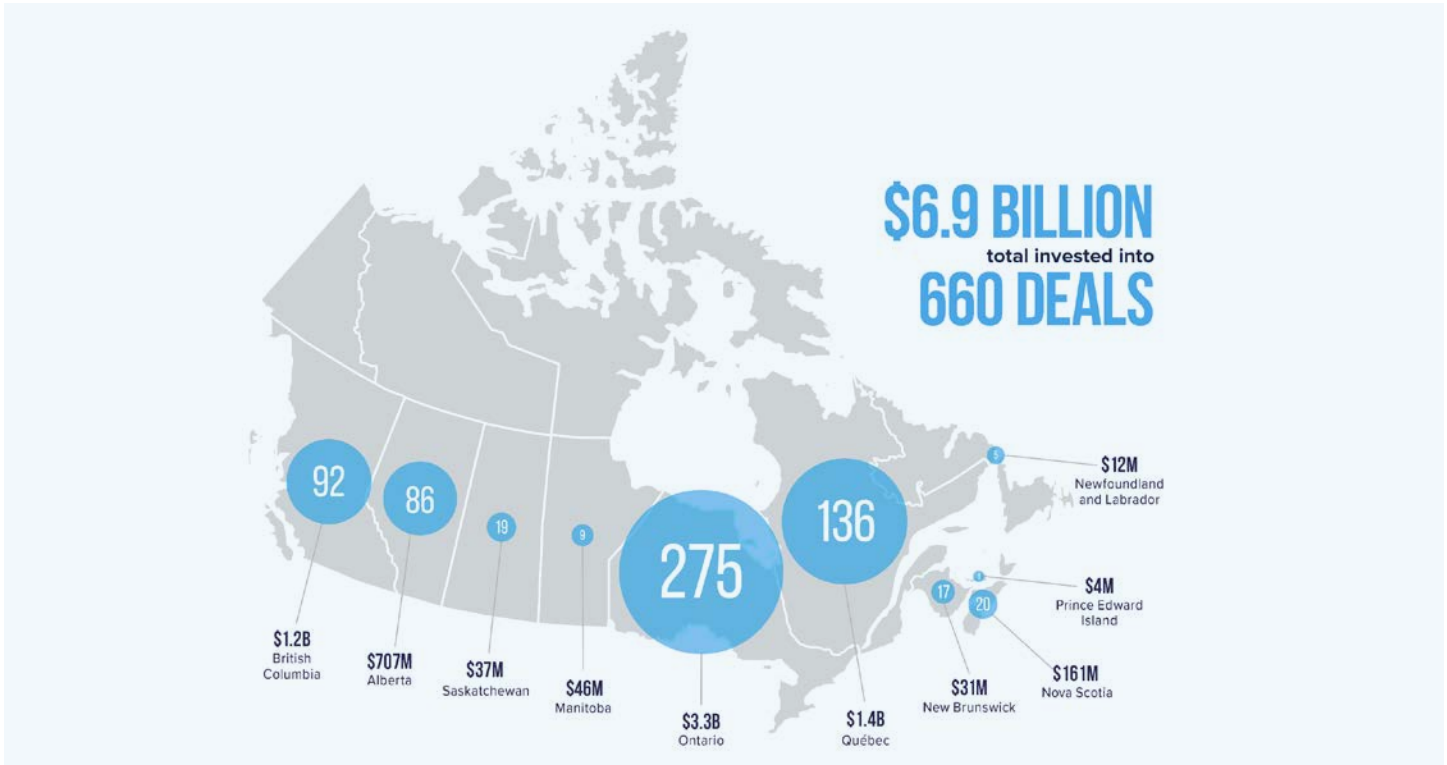 $6.9 BILLION
total invested into
660 DEALS
92
86
19
9
275
136
5
17
20
$12M
Newfoundland
and Labrador
$4M
Prince Edward
Island
$161M
Nova Scotia
$31M
New Brunswick
$1.4B
Québec
$3.3B
Ontario
$46M
Manitoba
$37M
Saskatchewan
$707M
Alberta
$1.2B
British
Columbia